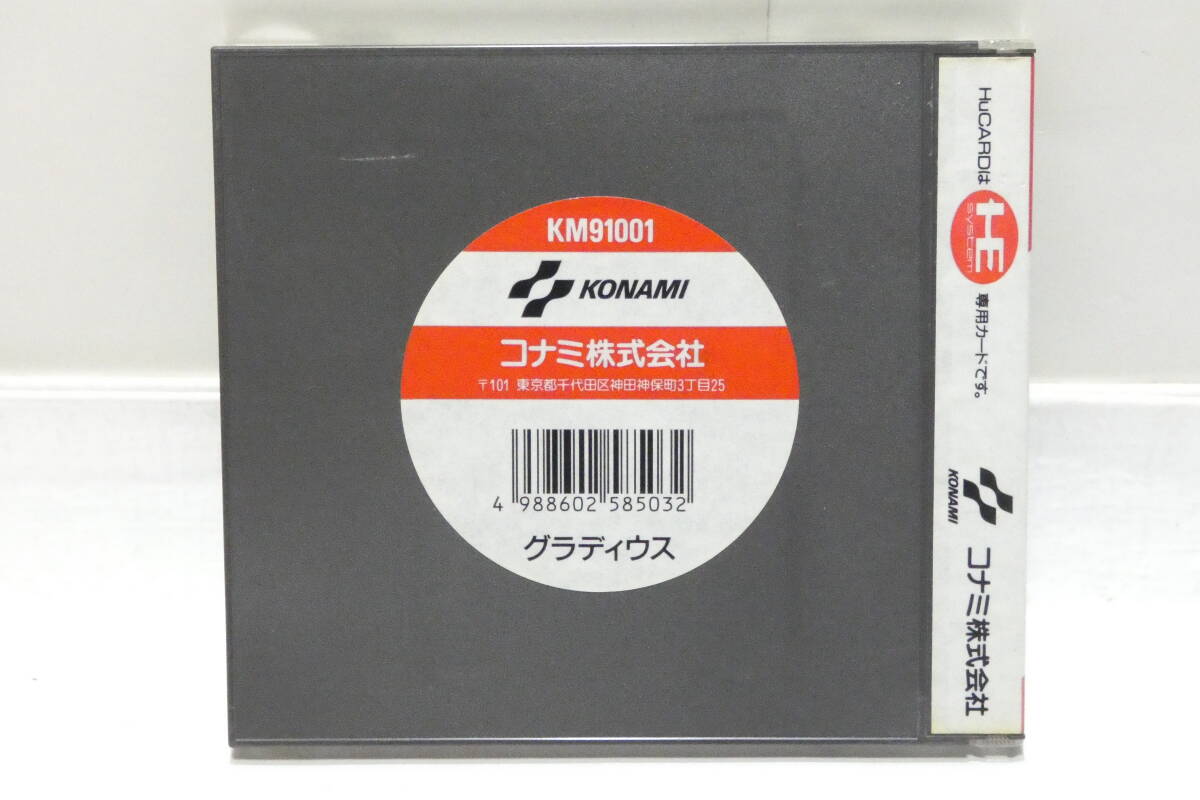 KM91001
KONAMI
コナミ株式会社
〒101 東京都千代田区神田神保町3丁目25
4 988602 585032
グラディウス
HuCARDは HE system 専用カードです。
KONAMI コナミ株式会社